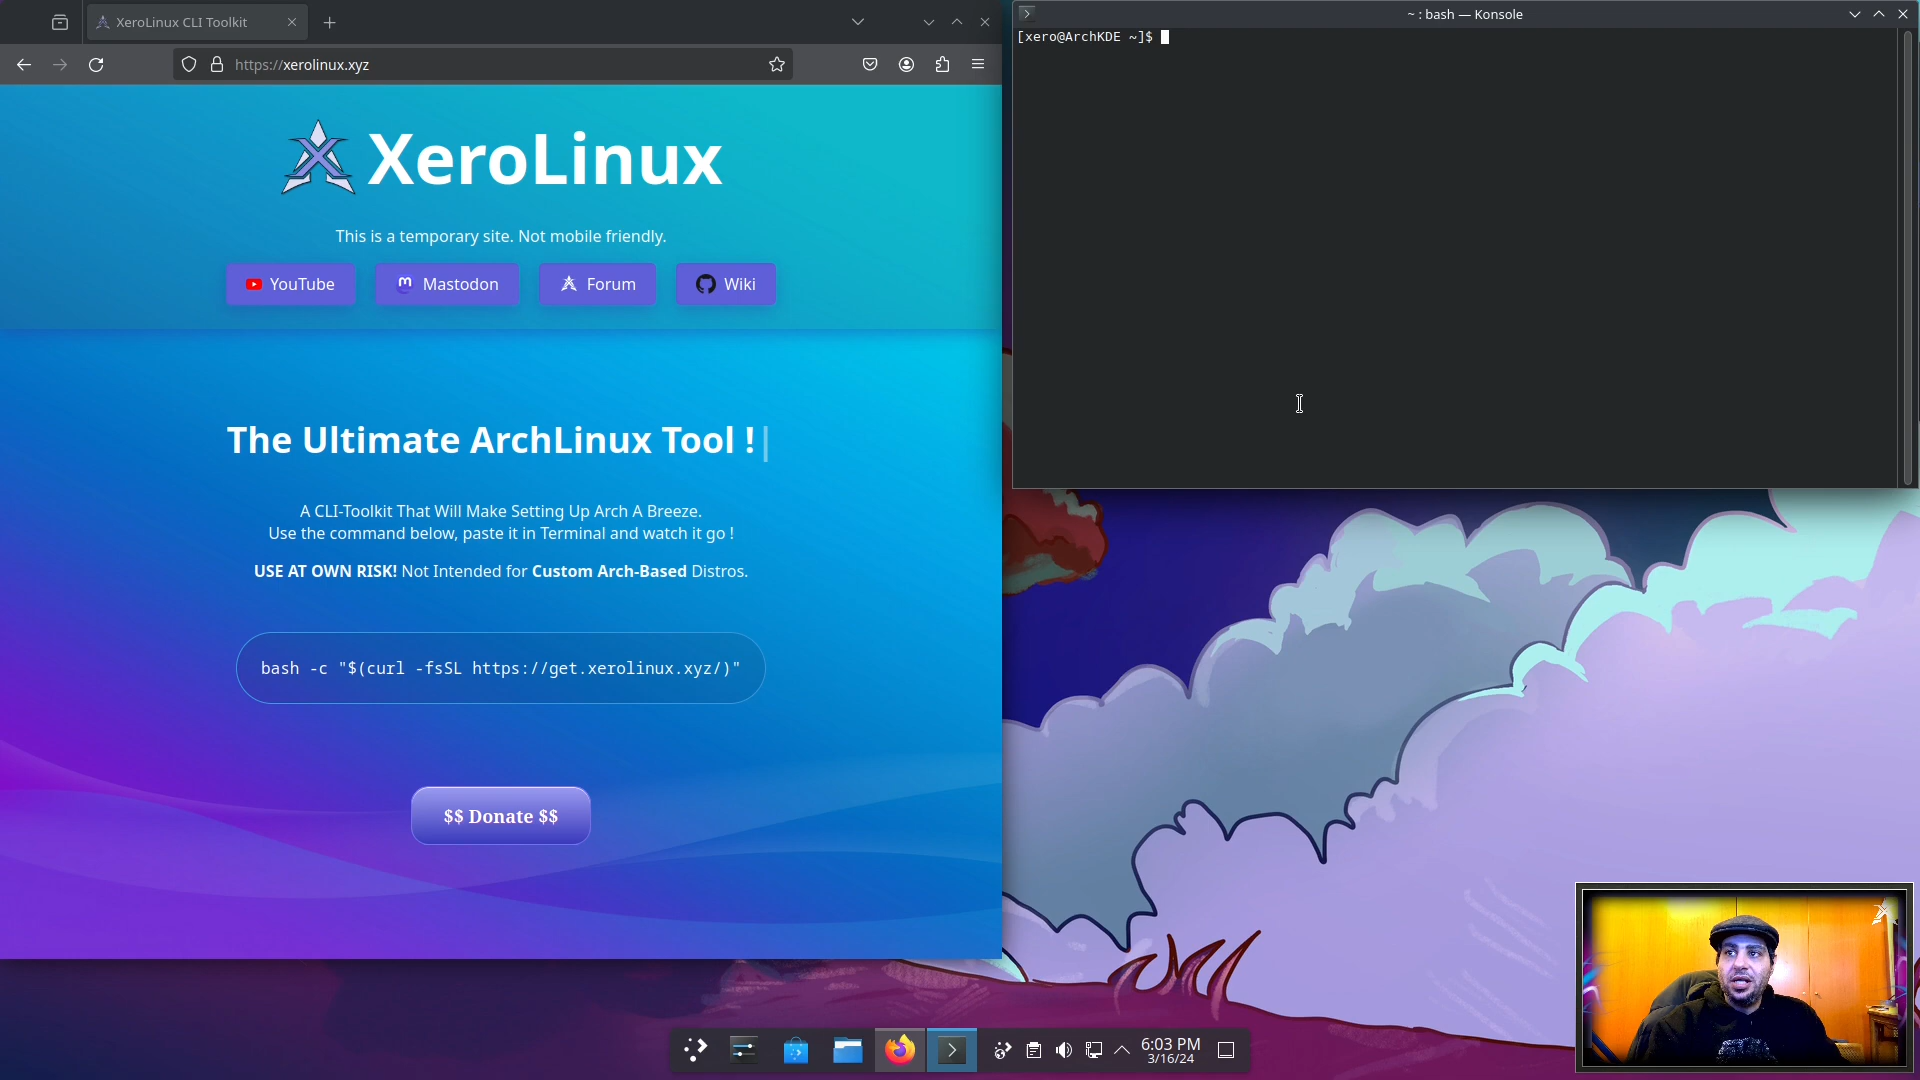 XeroLinux CLI Toolkit
https://xerolinux.xyz
XeroLinux
This is a temporary site. Not mobile friendly.
YouTube
Mastodon
Forum
Wiki
The Ultimate ArchLinux Tool !
A CLI-Toolkit That Will Make Setting Up Arch A Breeze.
Use the command below, paste it in Terminal and watch it go !
USE AT OWN RISK! Not Intended for Custom Arch-Based Distros.
bash -c "$(curl -fsSL https://get.xerolinux.xyz/)"
$$ Donate $$
~ : bash — Konsole
[xero@ArchKDE ~]$
6:03 PM
3/16/24